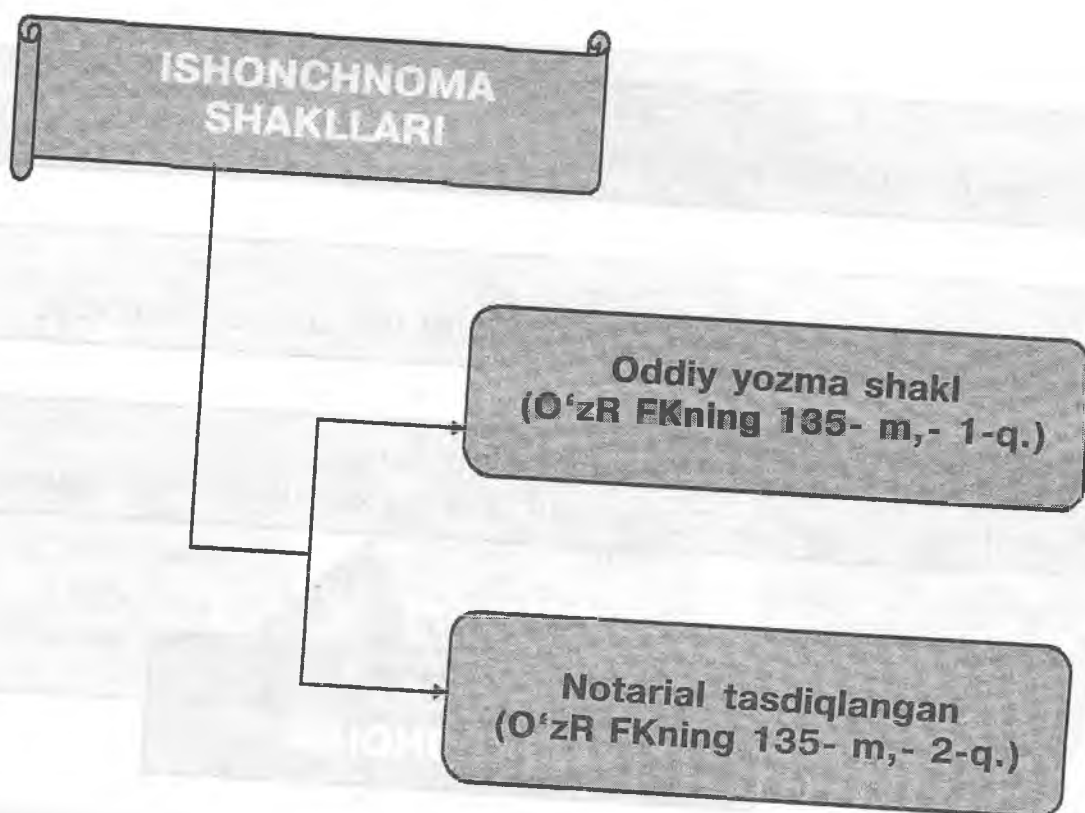 ISHONCHNOMA
SHAKLLARI
Oddiy yozma shakl
(O‘zR FKning 135- m,- 1-q.)
Notarial tasdiqlangan
(O‘zR FKning 135- m,- 2-q.)